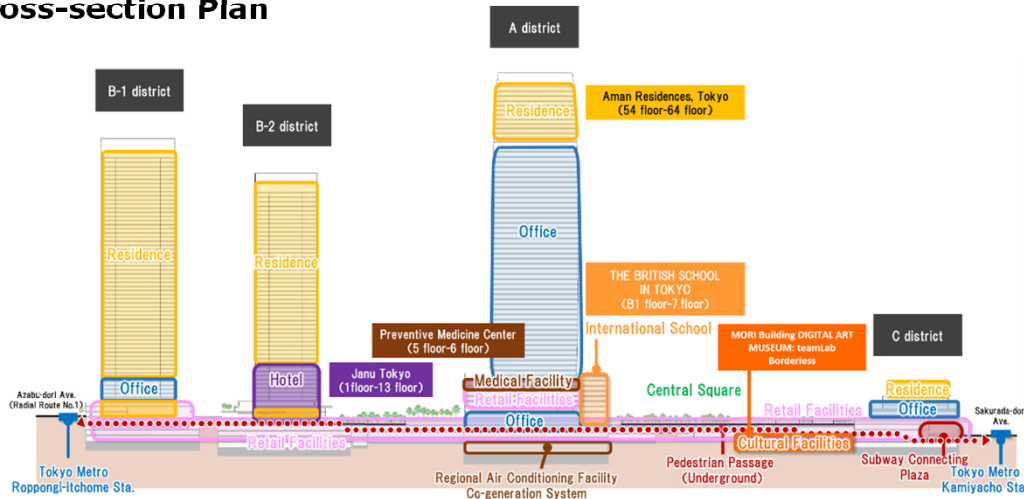 oss-section Plan
A district
B-1 district
B-2 district
Aman Residences, Tokyo
(54 floor-64 floor)
Residence
Office
Residence
Residence
THE BRITISH SCHOOL
IN TOKYO
(B1 floor-7 floor)
International School
Preventive Medicine Center
(5 floor-6 floor)
MORI Building DIGITAL ART
MUSEUM: teamLab
Borderless
C district
Janu Tokyo
(1floor-13 floor)
Hotel
Medical Facility
Office
Central Square
Residence
Azabu-dori Ave.
(Radial Route No.1)
Retail Facilities
Retail Facilities
Office
Sakurada-dor
Ave.
Office
Retail Facilities
Cultural Facilities
Pedestrian Passage
(Underground)
Subway Connecting
Plaza
Tokyo Metro
Roppongi-itchome Sta.
Regional Air Conditioning Facility
Co-generation System
Tokyo Metro
Kamiyacho Sta